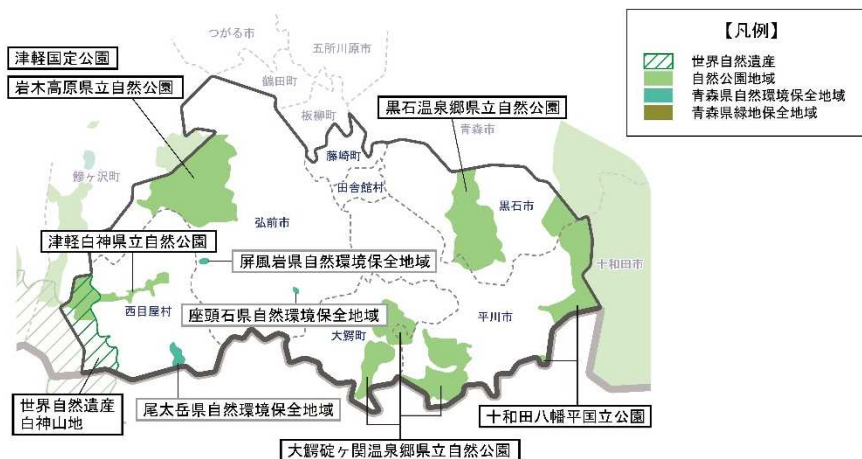 【凡例】
世界自然遺産
自然公園地域
青森県自然環境保全地域
青森県緑地保全地域
つがる市
五所川原市
津軽国定公園
岩木高原県立自然公園
鶴田町
板柳町
黒石温泉郷県立自然公園
青森市
藤崎町
鰺ヶ沢町
田舎館村
黒石市
弘前市
津軽白神県立自然公園
屏風岩県自然環境保全地域
十和田市
西目屋村
座頭石県自然環境保全地域
平川市
大鰐町
世界自然遺産
白神山地
尾太岳県自然環境保全地域
十和田八幡平国立公園
大鰐碇ヶ関温泉郷県立自然公園